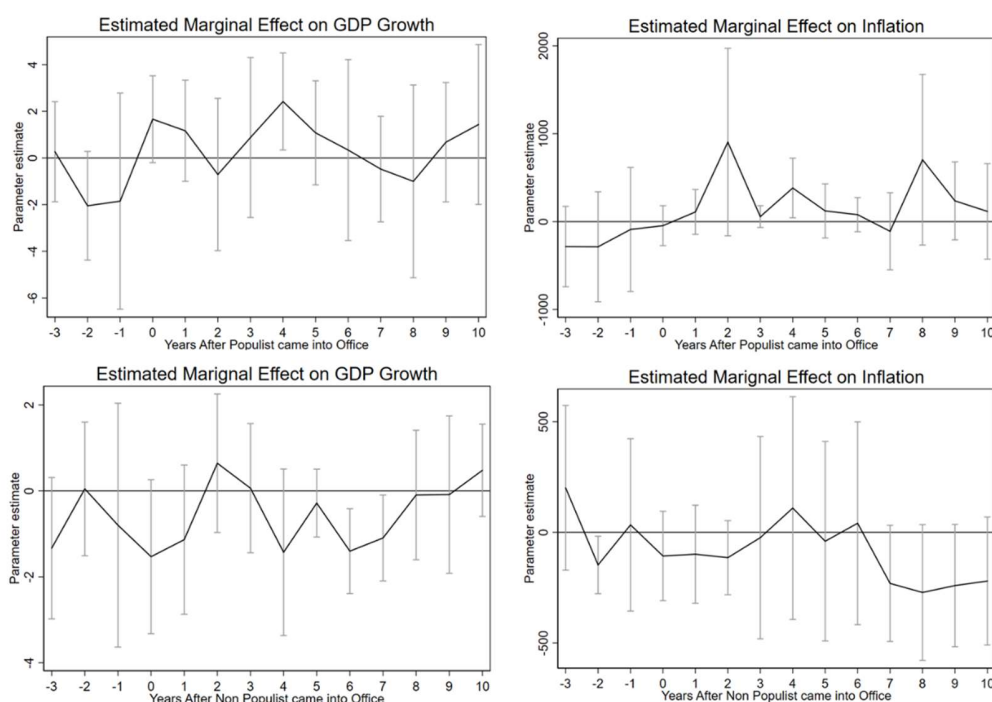 Estimated Marginal Effect on GDP Growth
Parameter estimate
4
2
0
-2
-4
-6
-3 -2 -1 0 1 2 3 4 5 6 7 8 9 10
Years After Populist came into Office
Estimated Marginal Effect on Inflation
Parameter estimate
2000
1000
0
-1000
-3 -2 -1 0 1 2 3 4 5 6 7 8 9 10
Years After Populist came into Office
Estimated Marignal Effect on GDP Growth
Parameter estimate
2
0
-2
-4
-3 -2 -1 0 1 2 3 4 5 6 7 8 9 10
Years After Non Populist came into Office
Estimated Marignal Effect on Inflation
Parameter estimate
500
0
-500
-3 -2 -1 0 1 2 3 4 5 6 7 8 9 10
Years After Non Populist came into Office